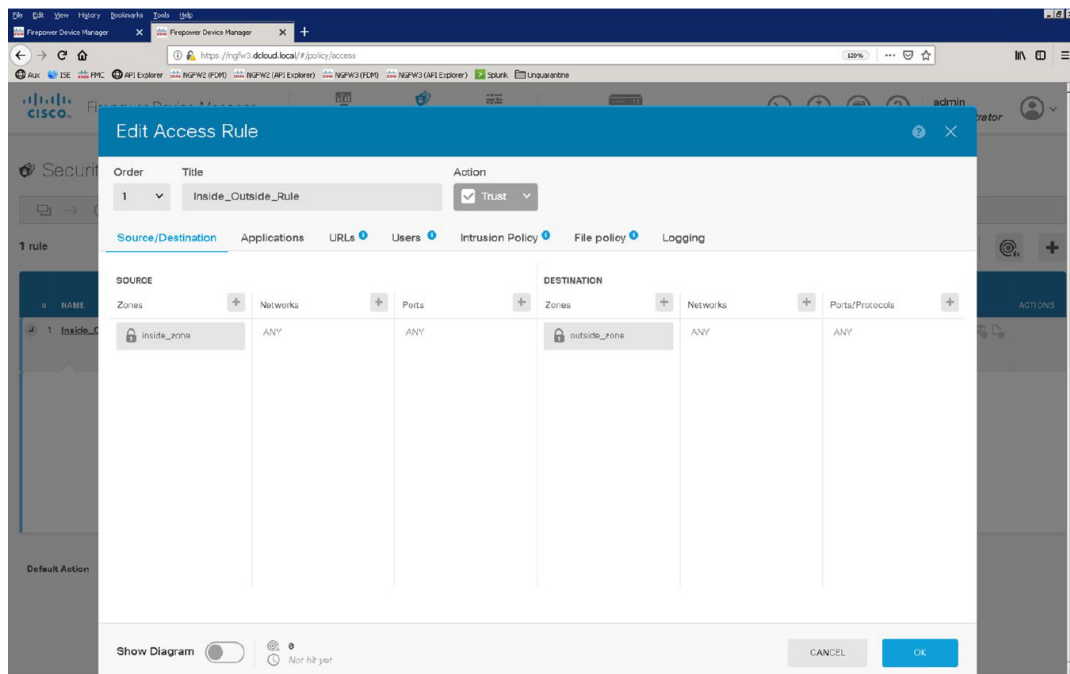 File Edit View History Bookmarks Tools Help
Firepower Device Manager X Firepower Device Manager X +
https://ngfw3.dcloud.local/#/policy/access 120%
Aux ISE FMC API Explorer NGFW2 (FDM) NGFW2 (API Explorer) NGFW3 (FDM) NGFW3 (API Explorer) Splunk Unquarantine
CISCO. admin
Edit Access Rule
Securit
Order Title Action
1 Inside_Outside_Rule Trust
1 rule
Source/Destination Applications URLs Users Intrusion Policy File policy Logging
SOURCE DESTINATION
# NAME Zones Networks Ports Zones Networks Ports/Protocols ACTIONS
1 Inside_O inside_zone ANY ANY outside_zone ANY ANY
Default Action
Show Diagram 0
Not hit yet
CANCEL OK